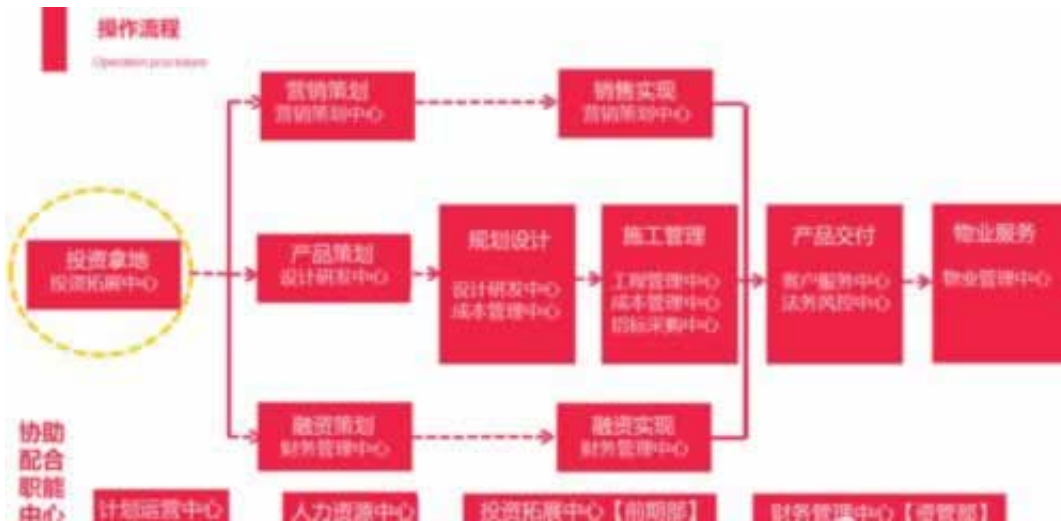 操作流程
Operation procedure
营销策划
营销策划中心
销售实现
营销策划中心
投资拿地
投资拓展中心
产品策划
设计研发中心
规划设计
设计研发中心
成本管理中心
施工管理
工程管理中心
成本管理中心
招标采购中心
产品交付
客户服务中心
法务风控中心
物业服务
物业管理中心
融资策划
财务管理中心
融资实现
财务管理中心
协助
配合
职能
中心
计划运营中心
人力资源中心
投资拓展中心【前期部】
财务管理中心【资管部】